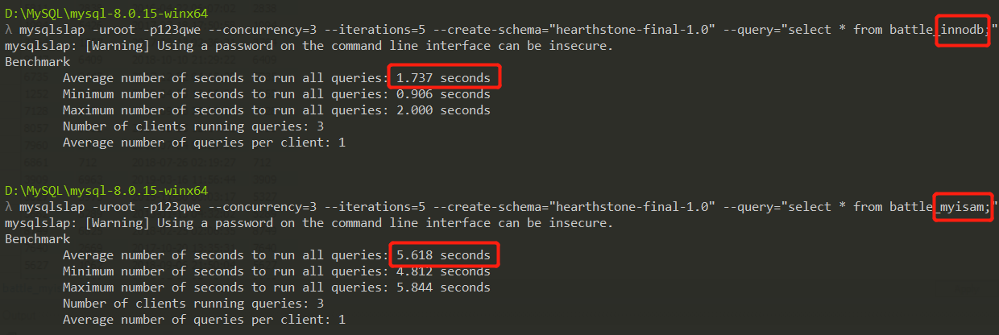 D:\MySQL\mysql-8.0.15-winx64
λ mysqlslap -uroot -p123qwe --concurrency=3 --iterations=5 --create-schema="hearthstone-final-1.0" --query="select * from battle_innodb;"
mysqlslap: [Warning] Using a password on the command line interface can be insecure.
Benchmark
Average number of seconds to run all queries: 1.737 seconds
Minimum number of seconds to run all queries: 0.906 seconds
Maximum number of seconds to run all queries: 2.000 seconds
Number of clients running queries: 3
Average number of queries per client: 1
D:\MySQL\mysql-8.0.15-winx64
λ mysqlslap -uroot -p123qwe --concurrency=3 --iterations=5 --create-schema="hearthstone-final-1.0" --query="select * from battle_myisam;"
mysqlslap: [Warning] Using a password on the command line interface can be insecure.
Benchmark
Average number of seconds to run all queries: 5.618 seconds
Minimum number of seconds to run all queries: 4.812 seconds
Maximum number of seconds to run all queries: 5.844 seconds
Number of clients running queries: 3
Average number of queries per client: 1